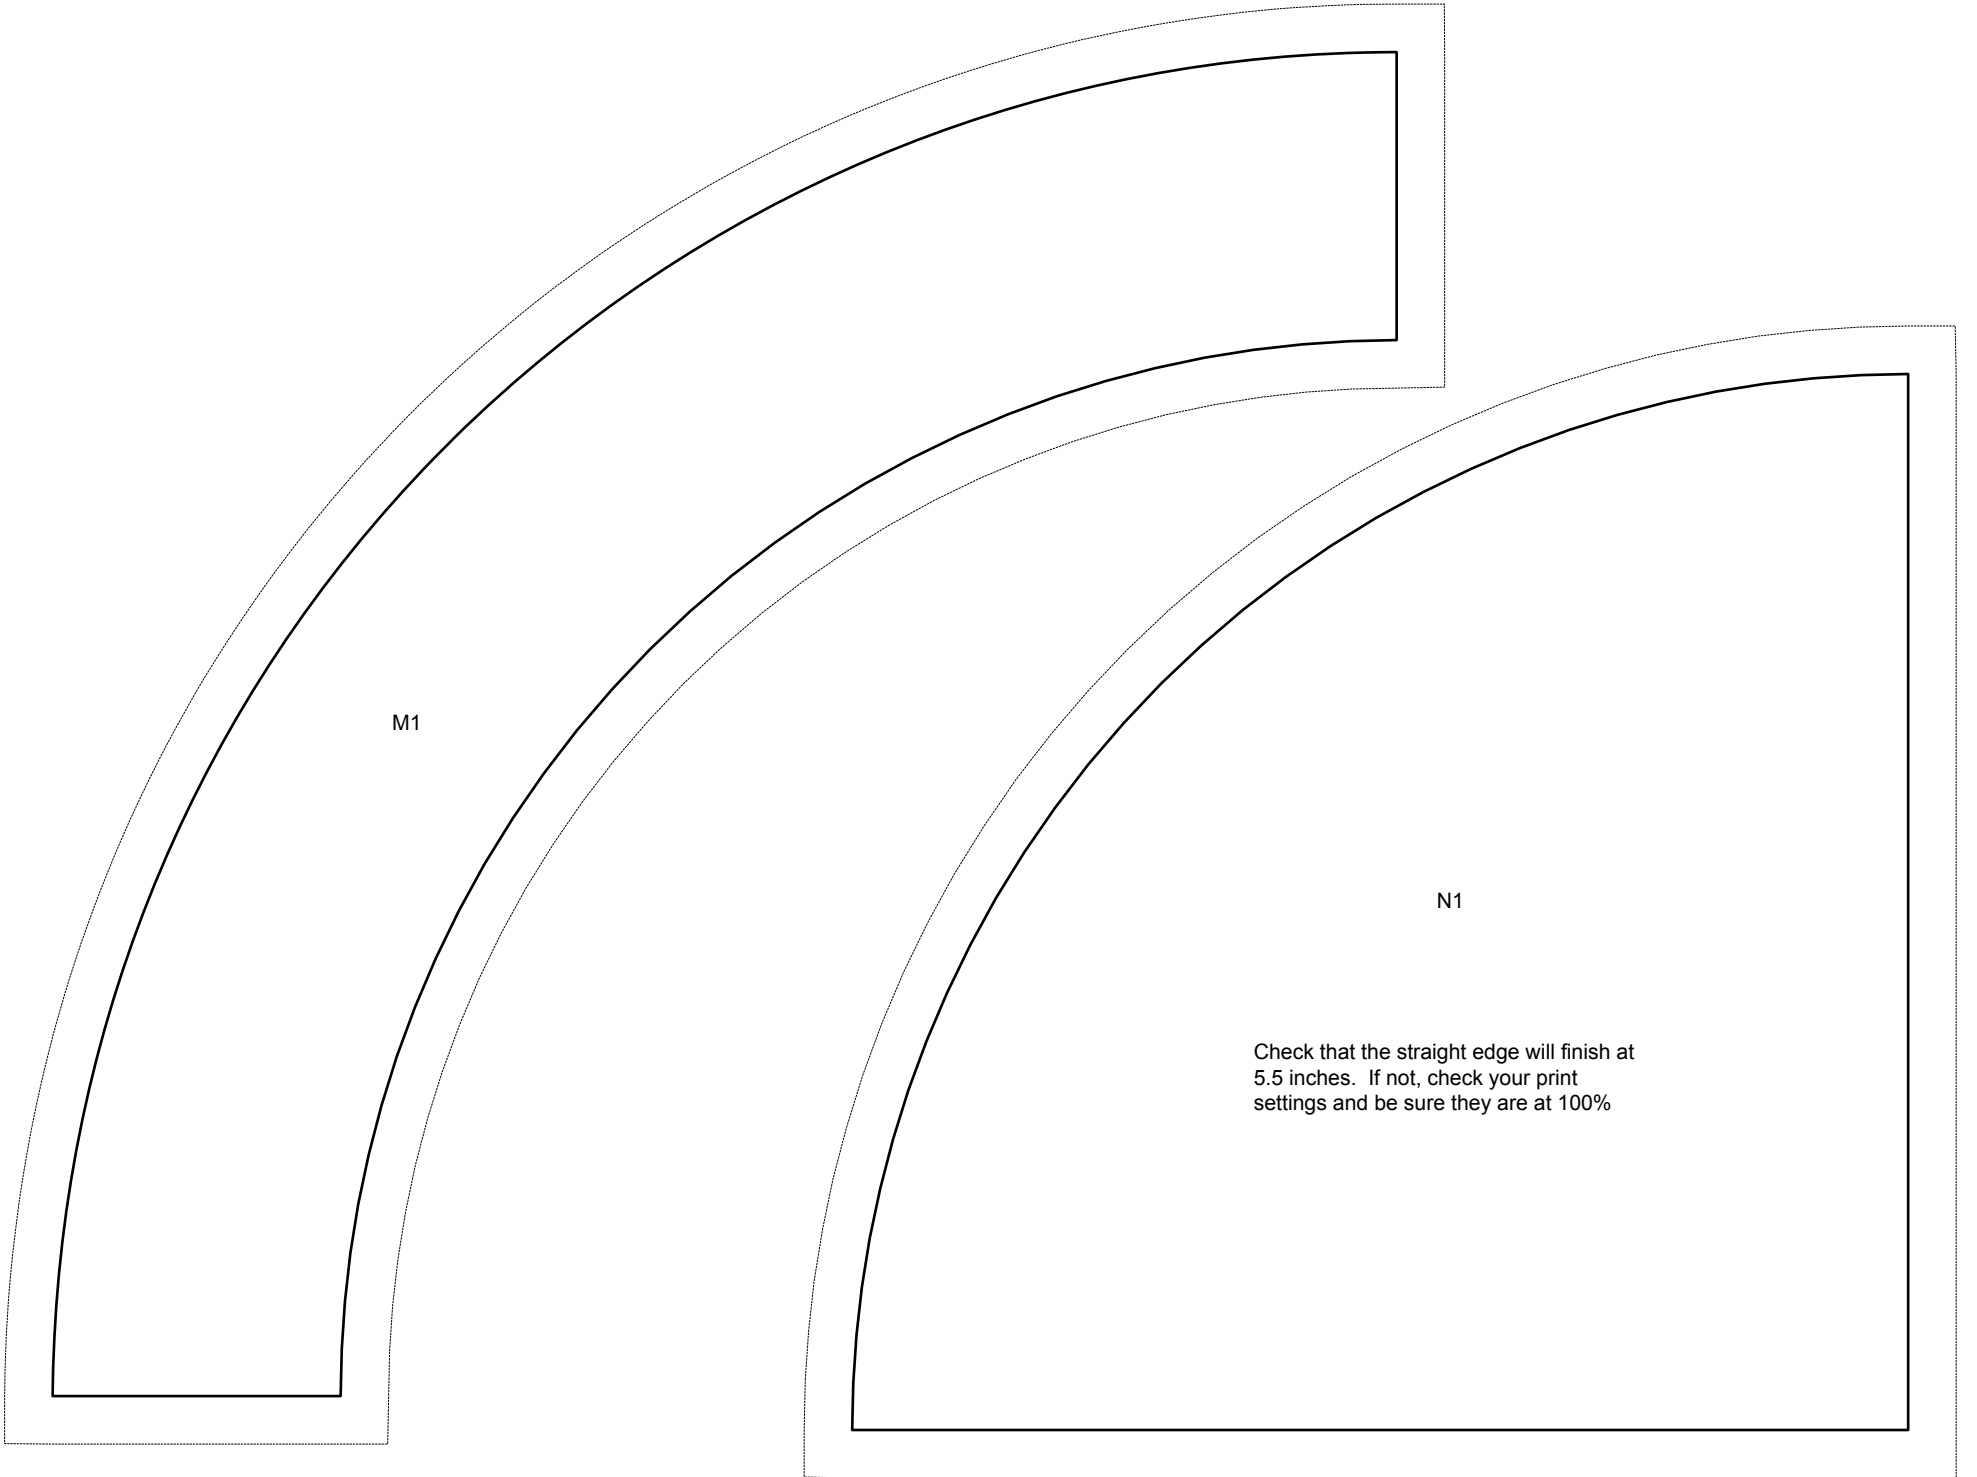 M1
N1
Check that the straight edge will finish at
5.5 inches.  If not, check your print
settings and be sure they are at 100%